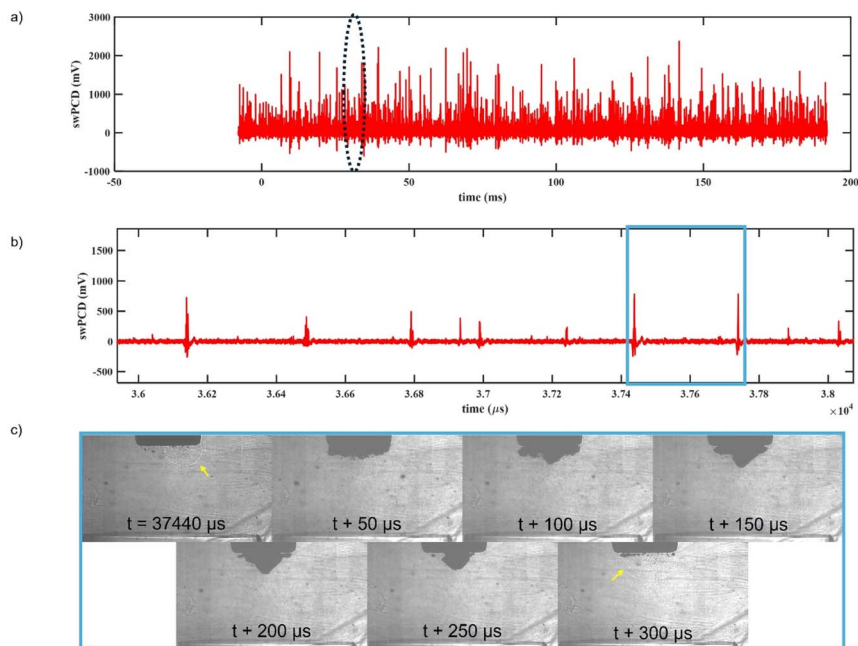 a)
swPCD (mV)
3000
2000
1000
0
-1000
-50
0
50
100
150
200
time (ms)
b)
swPCD (mV)
1500
1000
500
0
-500
3.6
3.62
3.64
3.66
3.68
3.7
3.72
3.74
3.76
3.78
3.8
time (μs)
×10⁴
c)
t = 37440 μs
t + 50 μs
t + 100 μs
t + 150 μs
t + 200 μs
t + 250 μs
t + 300 μs